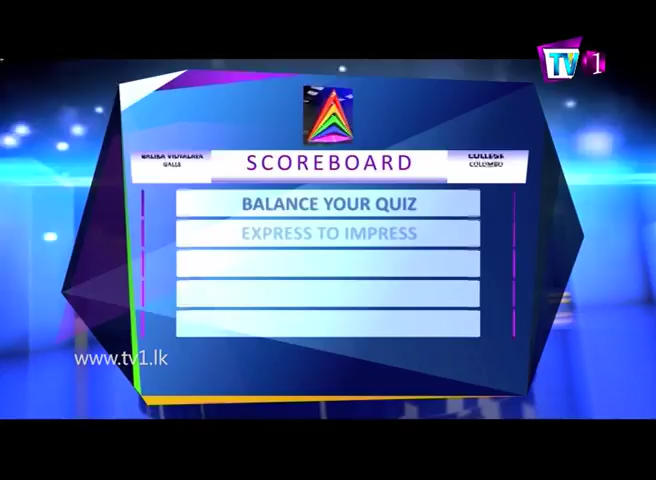 TV1
SCOREBOARD
BALIKA VIDYALAYA
GALLE
COLLEGE
COLOMBO
BALANCE YOUR QUIZ
EXPRESS TO IMPRESS
www.tv1.lk